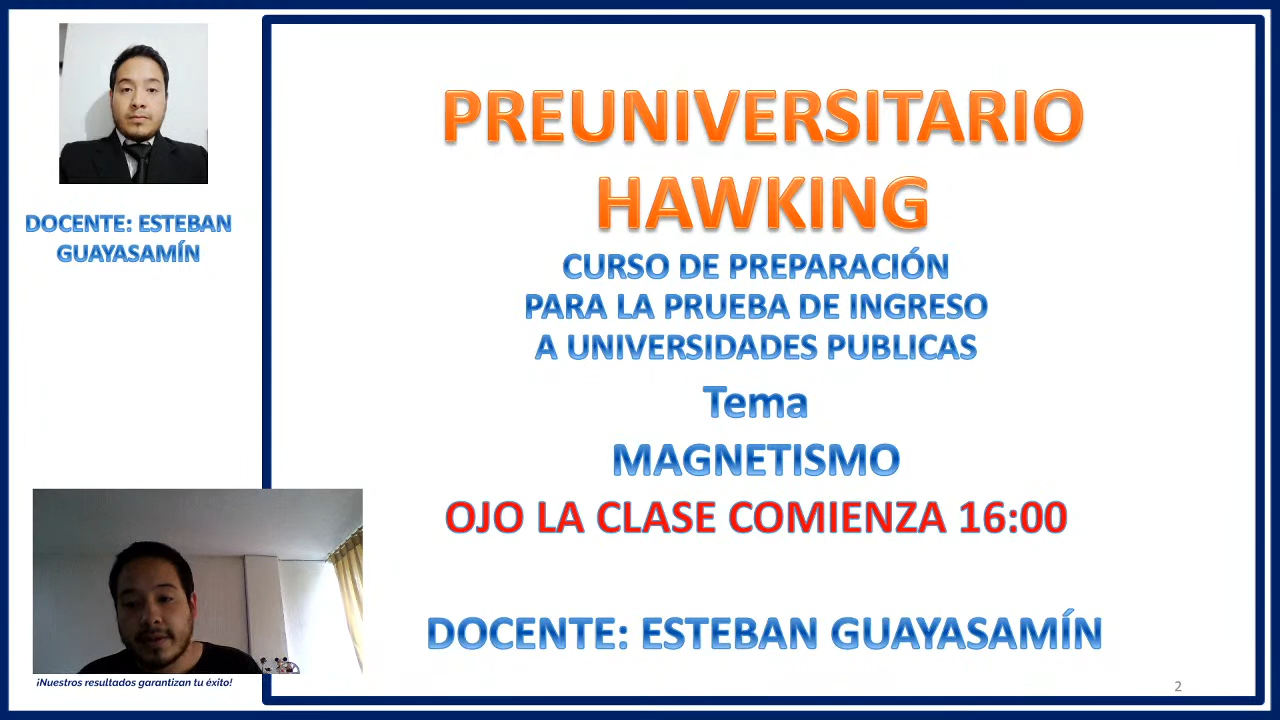 DOCENTE: ESTEBAN
GUAYASAMÍN
PREUNIVERSITARIO
HAWKING
CURSO DE PREPARACIÓN
PARA LA PRUEBA DE INGRESO
A UNIVERSIDADES PUBLICAS
Tema
MAGNETISMO
OJO LA CLASE COMIENZA 16:00
DOCENTE: ESTEBAN GUAYASAMÍN
¡Nuestros resultados garantizan tu éxito!
2